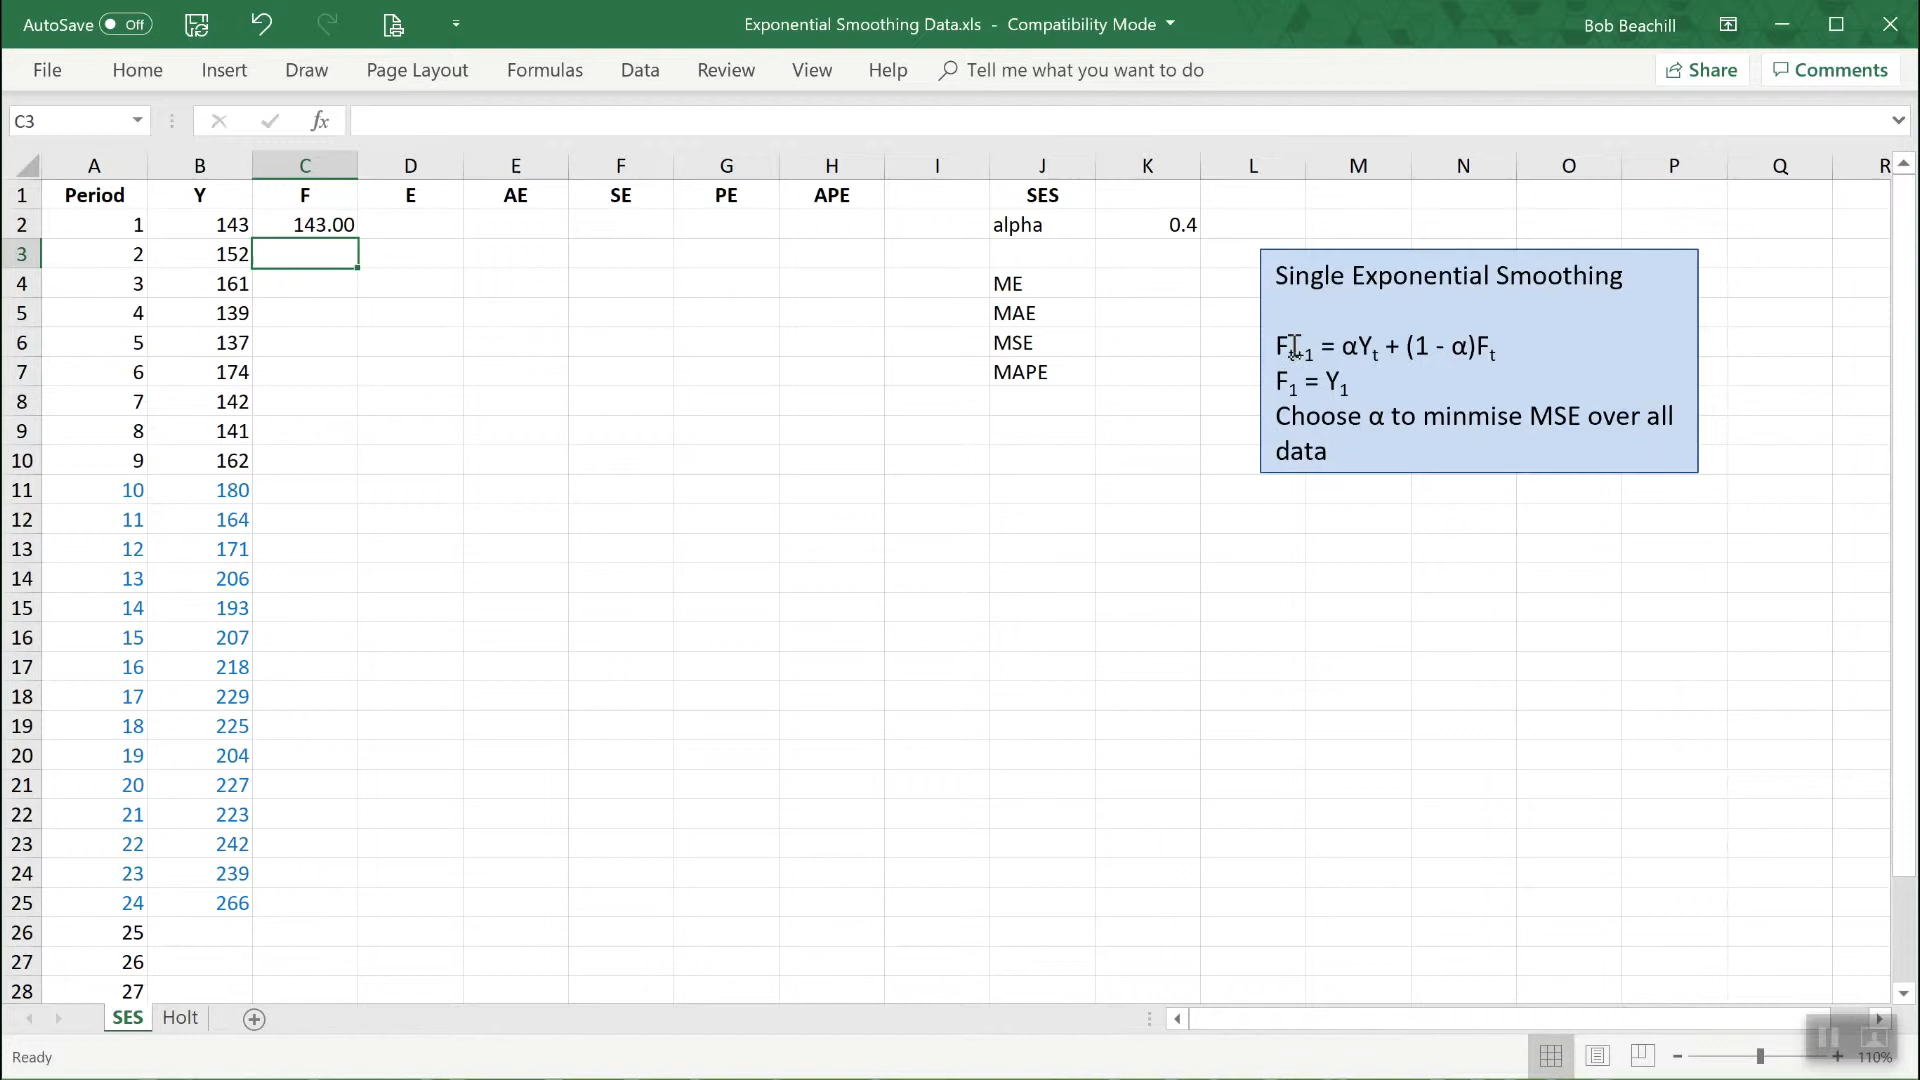 AutoSave Off Exponential Smoothing Data.xls - Compatibility Mode Bob Beachill
File Home Insert Draw Page Layout Formulas Data Review View Help Tell me what you want to do Share Comments
C3 fx
A B C D E F G H I J K L M N O P Q R
1 Period Y F E AE SE PE APE SES
2 1 143 143.00 alpha 0.4
3 2 152
4 3 161 ME
5 4 139 MAE
6 5 137 MSE
7 6 174 MAPE
8 7 142
9 8 141
10 9 162
11 10 180
12 11 164
13 12 171
14 13 206
15 14 193
16 15 207
17 16 218
18 17 229
19 18 225
20 19 204
21 20 227
22 21 223
23 22 242
24 23 239
25 24 266
26 25
27 26
28 27
Single Exponential Smoothing
Ft+1 = αYt + (1 - α)Ft
F1 = Y1
Choose α to minmise MSE over all
data
SES Holt
Ready 110%